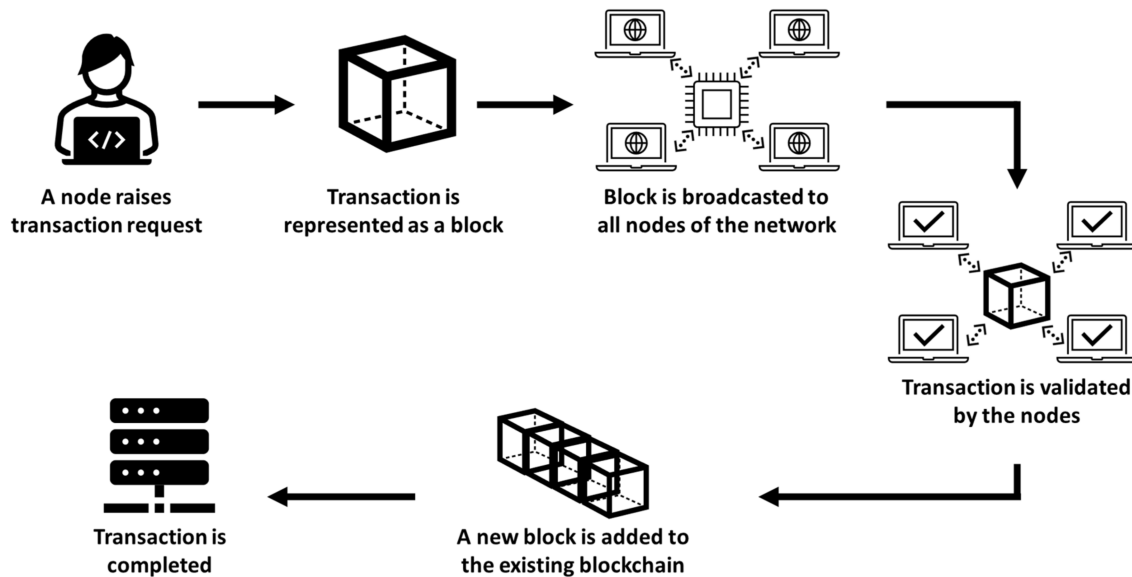 </>
A node raises
transaction request
Transaction is
represented as a block
Block is broadcasted to
all nodes of the network
Transaction is validated
by the nodes
A new block is added to
the existing blockchain
Transaction is
completed